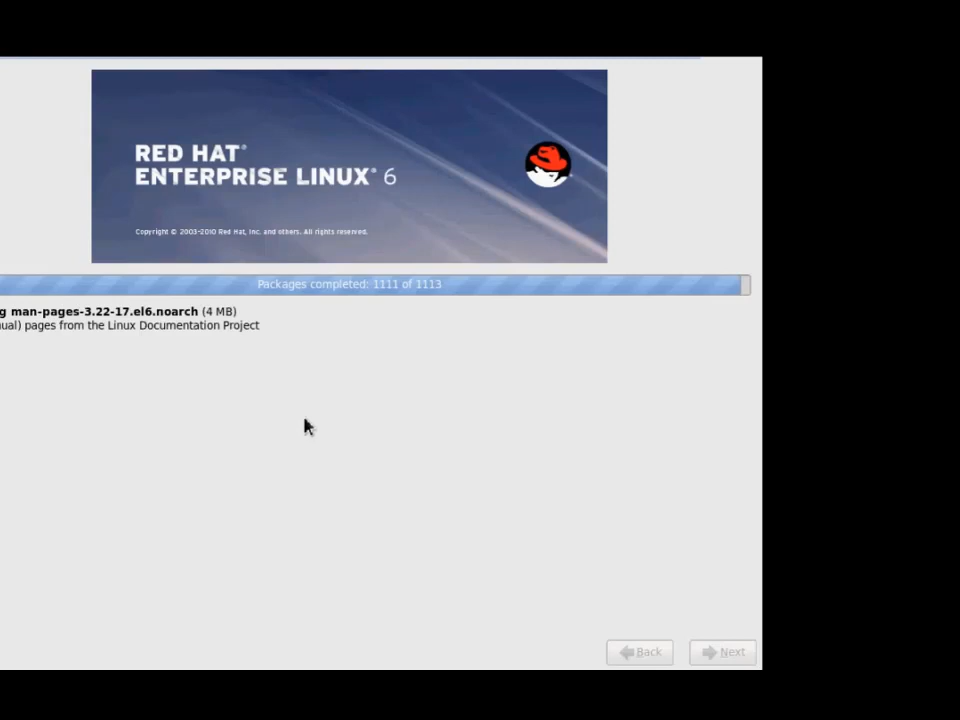 RED HAT®
ENTERPRISE LINUX® 6
Copyright © 2003-2010 Red Hat, Inc. and others. All rights reserved.
Packages completed: 1111 of 1113
g man-pages-3.22-17.el6.noarch (4 MB)
ual) pages from the Linux Documentation Project
Back
Next